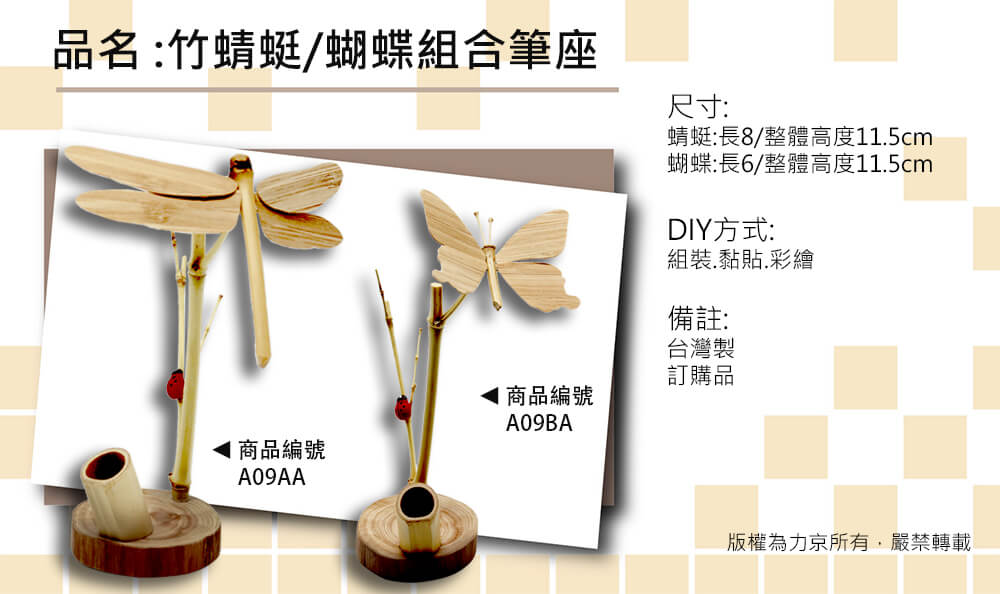 品名 :竹蜻蜓/蝴蝶組合筆座
尺寸:
蜻蜓:長8/整體高度11.5cm
蝴蝶:長6/整體高度11.5cm
DIY方式:
組裝.黏貼.彩繪
備註:
台灣製
訂購品
◀ 商品編號
A09BA
◀ 商品編號
A09AA
版權為力京所有，嚴禁轉載